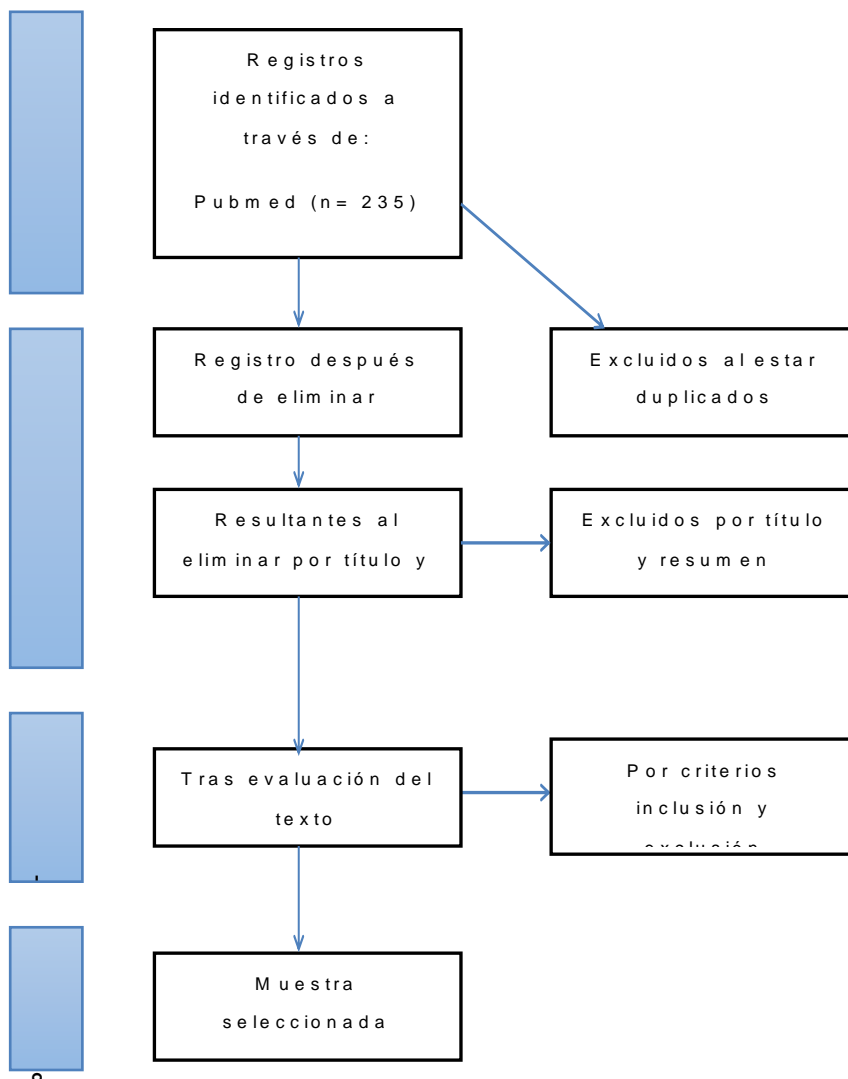 Registros
identificados a
través de:
Pubmed (n= 235)
Registro después
de eliminar
Excluidos al estar
duplicados
Resultantes al
eliminar por título y
Excluidos por título
y resumen
Tras evaluación del
texto
Por criterios
inclusión y
exclusión
Muestra
seleccionada